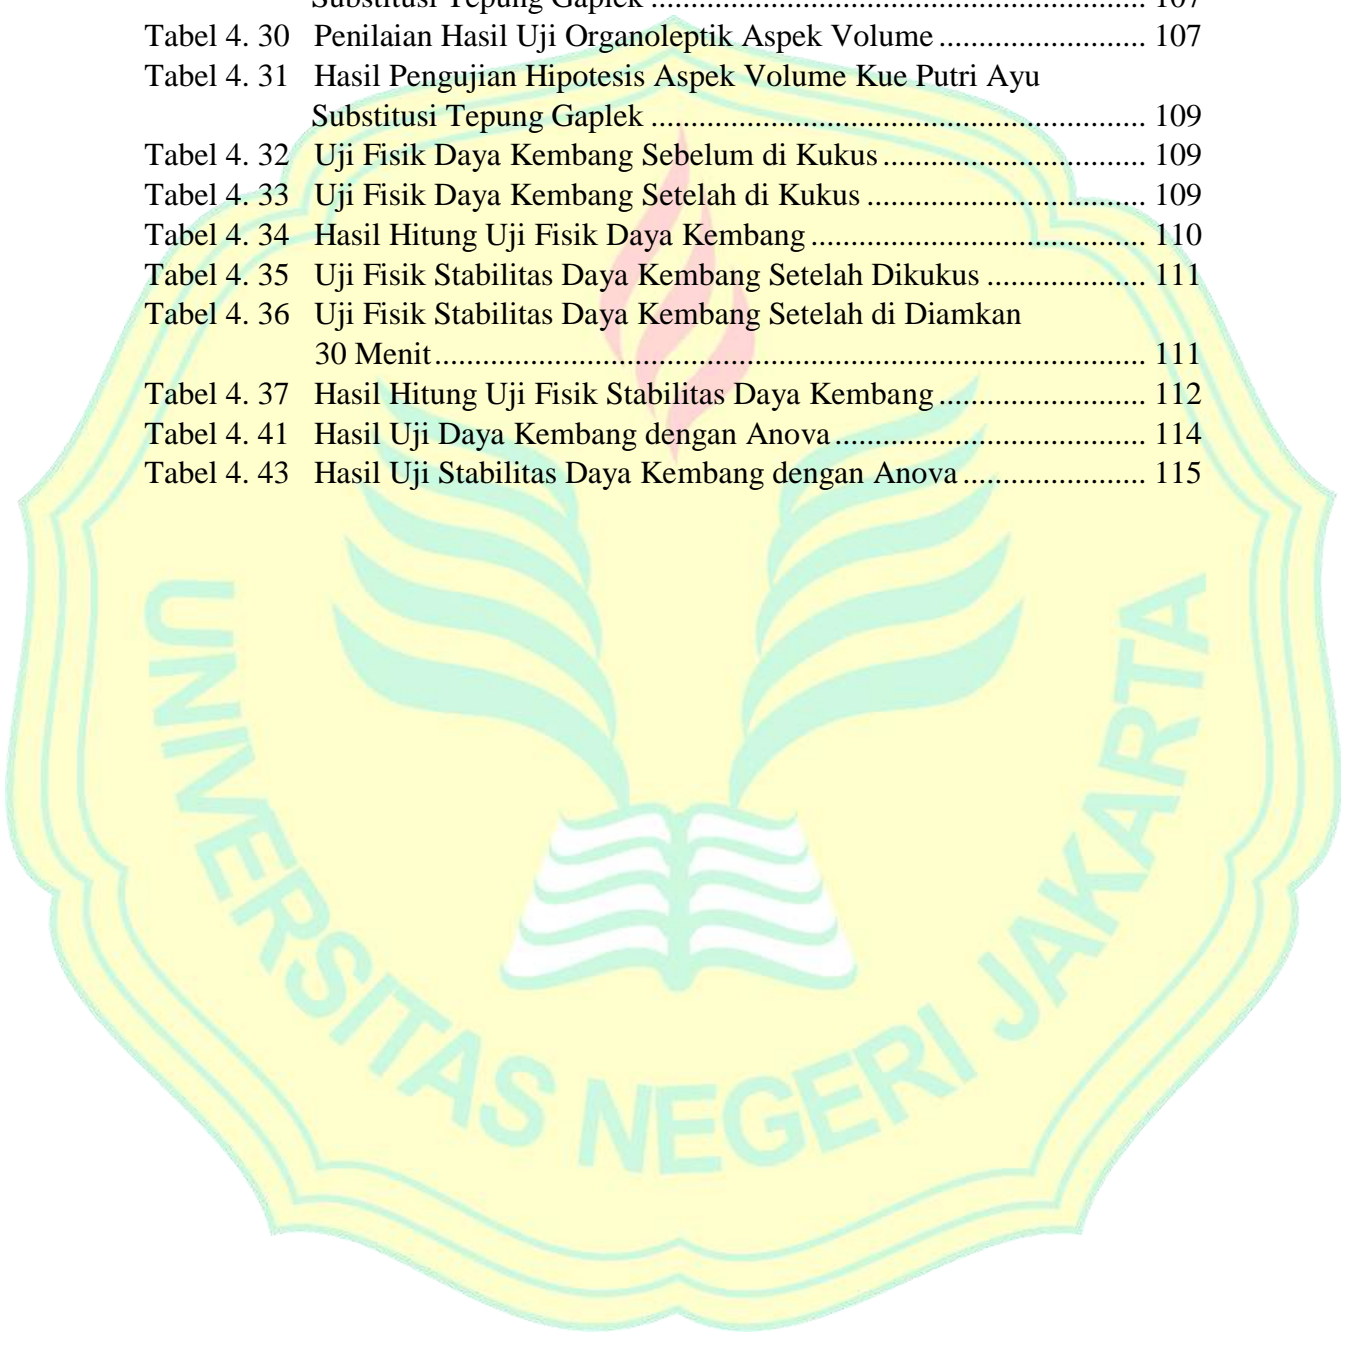 Substitusi Tepung Gaplek ............................................................... 107
Tabel 4. 30 Penilaian Hasil Uji Organoleptik Aspek Volume .......................... 107
Tabel 4. 31 Hasil Pengujian Hipotesis Aspek Volume Kue Putri Ayu
Substitusi Tepung Gaplek ............................................................... 109
Tabel 4. 32 Uji Fisik Daya Kembang Sebelum di Kukus ................................. 109
Tabel 4. 33 Uji Fisik Daya Kembang Setelah di Kukus ................................... 109
Tabel 4. 34 Hasil Hitung Uji Fisik Daya Kembang .......................................... 110
Tabel 4. 35 Uji Fisik Stabilitas Daya Kembang Setelah Dikukus .................... 111
Tabel 4. 36 Uji Fisik Stabilitas Daya Kembang Setelah di Diamkan
30 Menit .......................................................................................... 111
Tabel 4. 37 Hasil Hitung Uji Fisik Stabilitas Daya Kembang .......................... 112
Tabel 4. 41 Hasil Uji Daya Kembang dengan Anova ....................................... 114
Tabel 4. 43 Hasil Uji Stabilitas Daya Kembang dengan Anova ....................... 115
UNIVERSITAS NEGERI JAKARTA